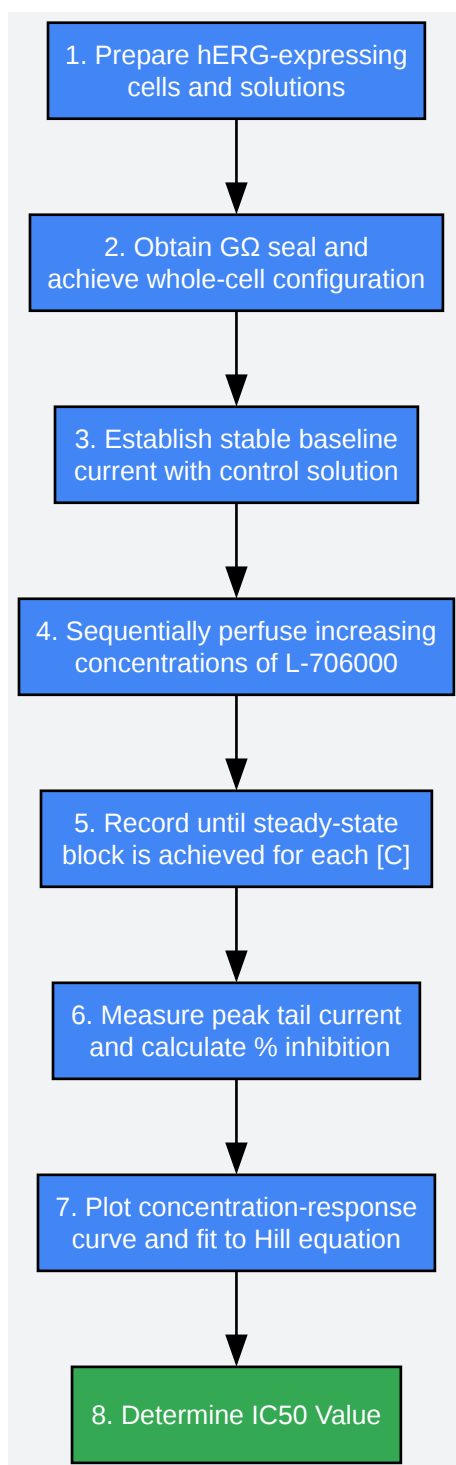 1. Prepare hERG-expressing
cells and solutions
2. Obtain GΩ seal and
achieve whole-cell configuration
3. Establish stable baseline
current with control solution
4. Sequentially perfuse increasing
concentrations of L-706000
5. Record until steady-state
block is achieved for each [C]
6. Measure peak tail current
and calculate % inhibition
7. Plot concentration-response
curve and fit to Hill equation
8. Determine IC50 Value